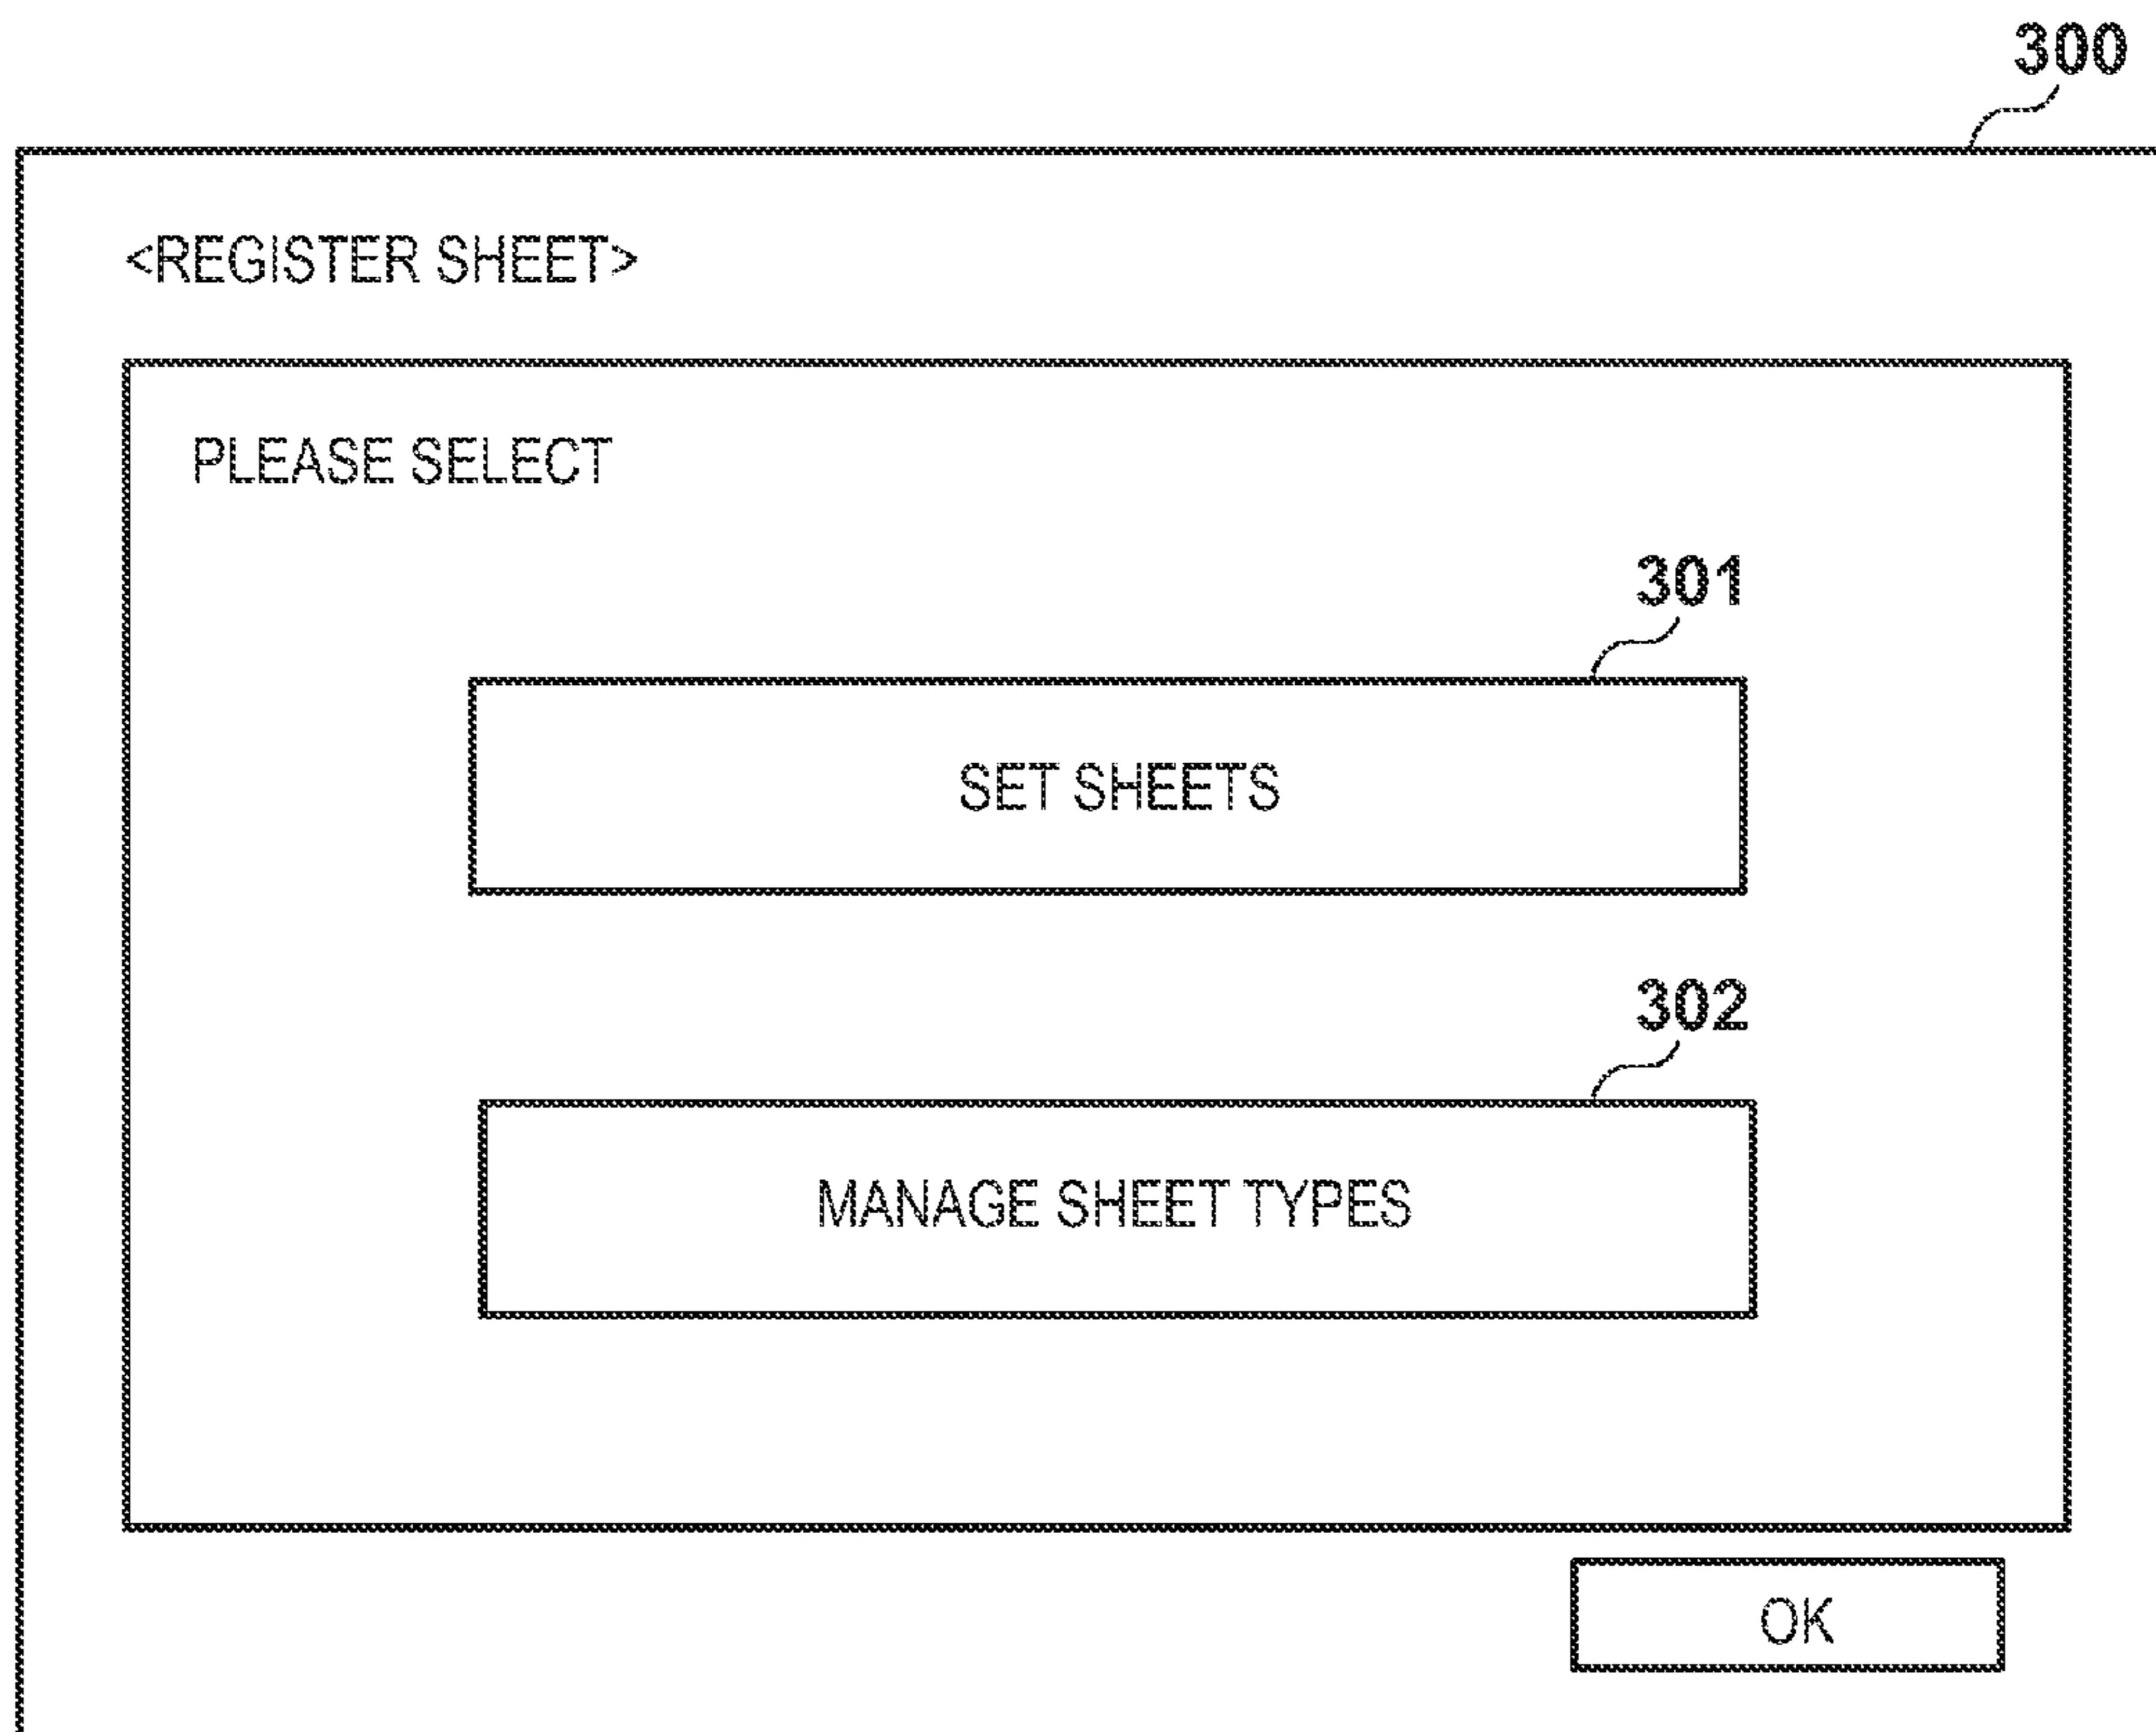 300
<REGISTER SHEET>
PLEASE SELECT
301
SET SHEETS
302
MANAGE SHEET TYPES
OK